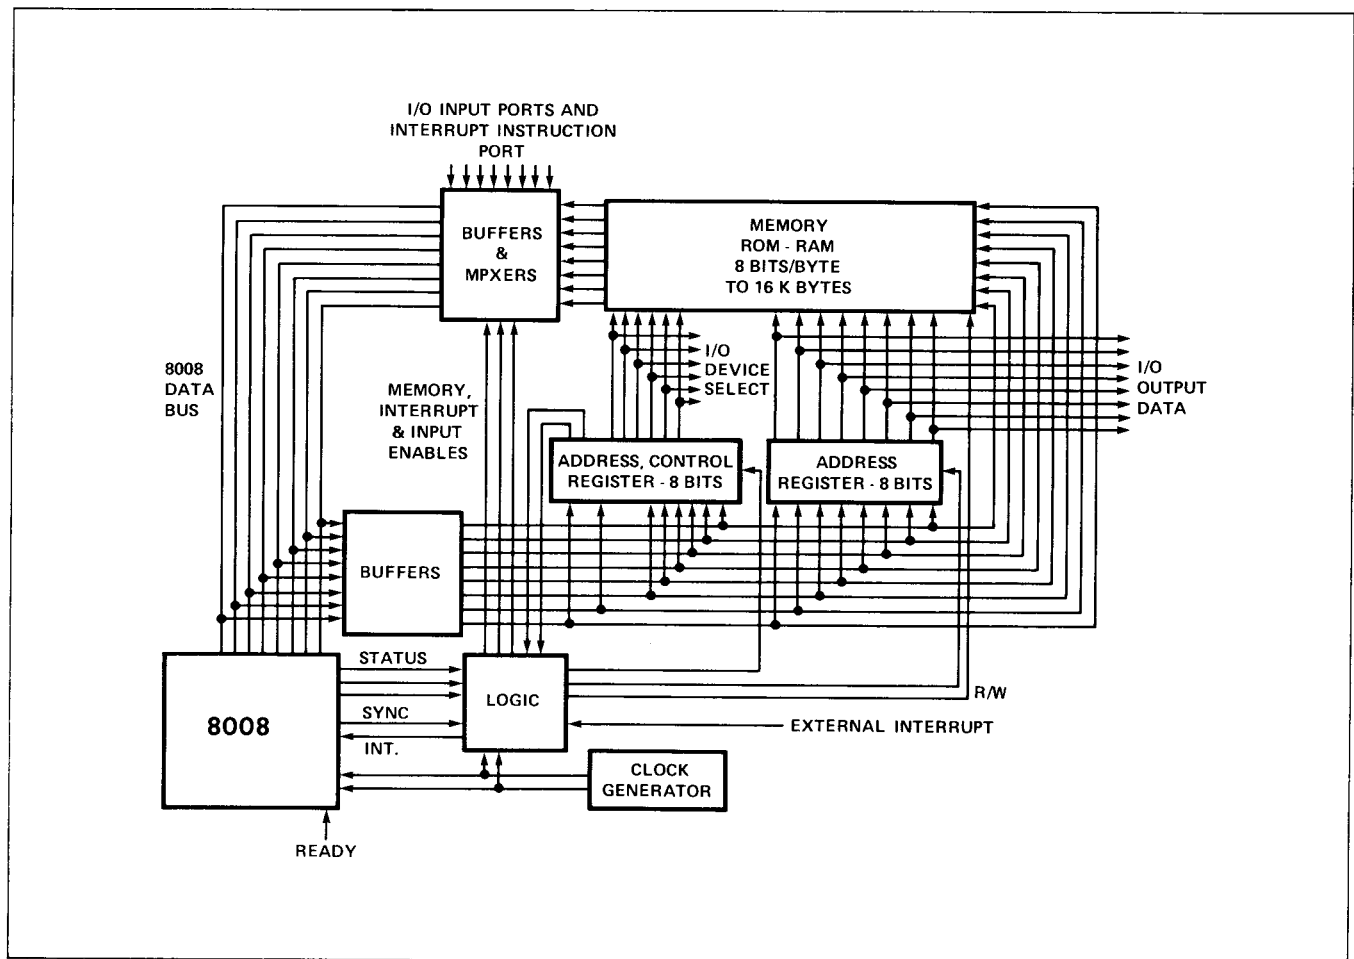 I/O INPUT PORTS AND
INTERRUPT INSTRUCTION
PORT
BUFFERS
&
MPXERS
MEMORY
ROM - RAM
8 BITS/BYTE
TO 16 K BYTES
8008
DATA
BUS
MEMORY,
INTERRUPT
& INPUT
ENABLES
I/O
DEVICE
SELECT
I/O
OUTPUT
DATA
ADDRESS, CONTROL
REGISTER - 8 BITS
ADDRESS
REGISTER - 8 BITS
BUFFERS
STATUS
SYNC
INT.
8008
LOGIC
R/W
EXTERNAL INTERRUPT
CLOCK
GENERATOR
READY